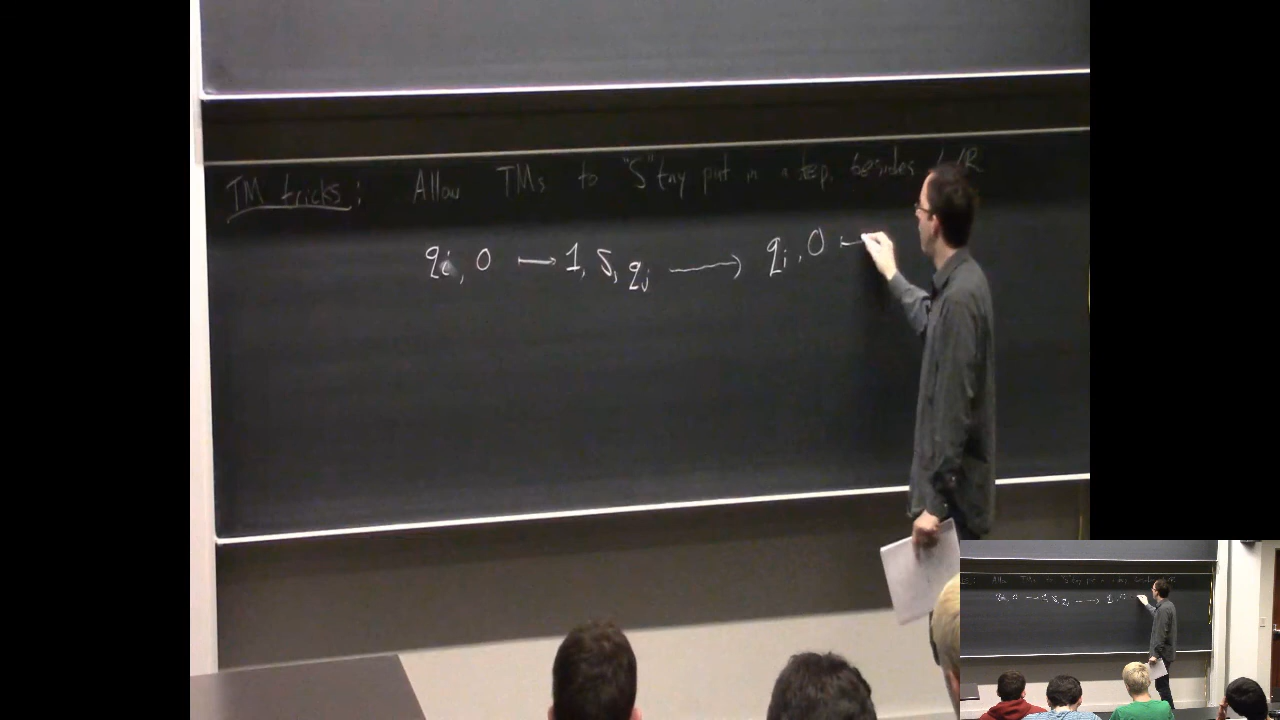 TM tricks: Allow TMs to "S"tay put in a step, besides L/R
qi, 0 ↦ 1, S, qj ⟶ qi, 0 ↦